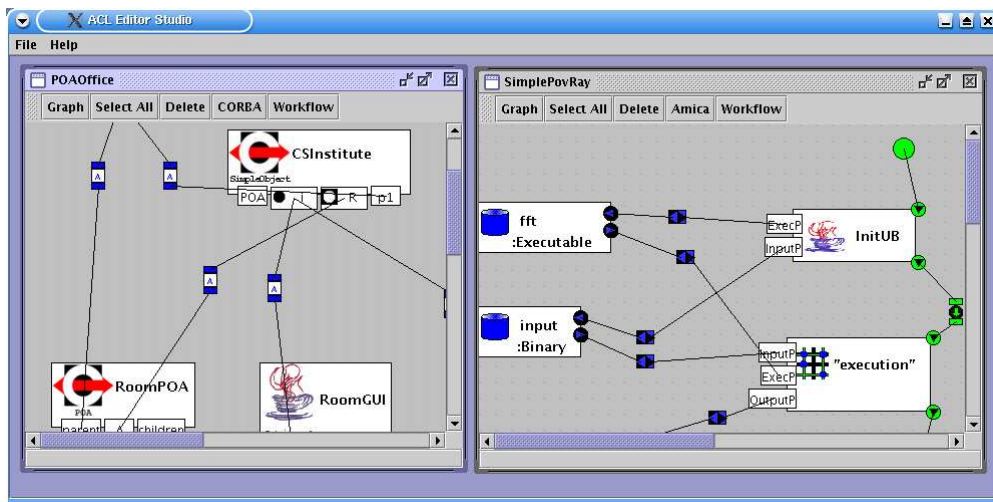 ACL Editor Studio
File Help
POAOffice
Graph Select All Delete CORBA Workflow
A A
CSInstitute
SimpleObject
POA I R p1
A
A
RoomPOA
POA
parent A children
RoomGUI
SimplePovRay
Graph Select All Delete Amica Workflow
fft
:Executable
ExecP
InputP
InitUB
input
:Binary
InputP
ExecP
OutputP
"execution"